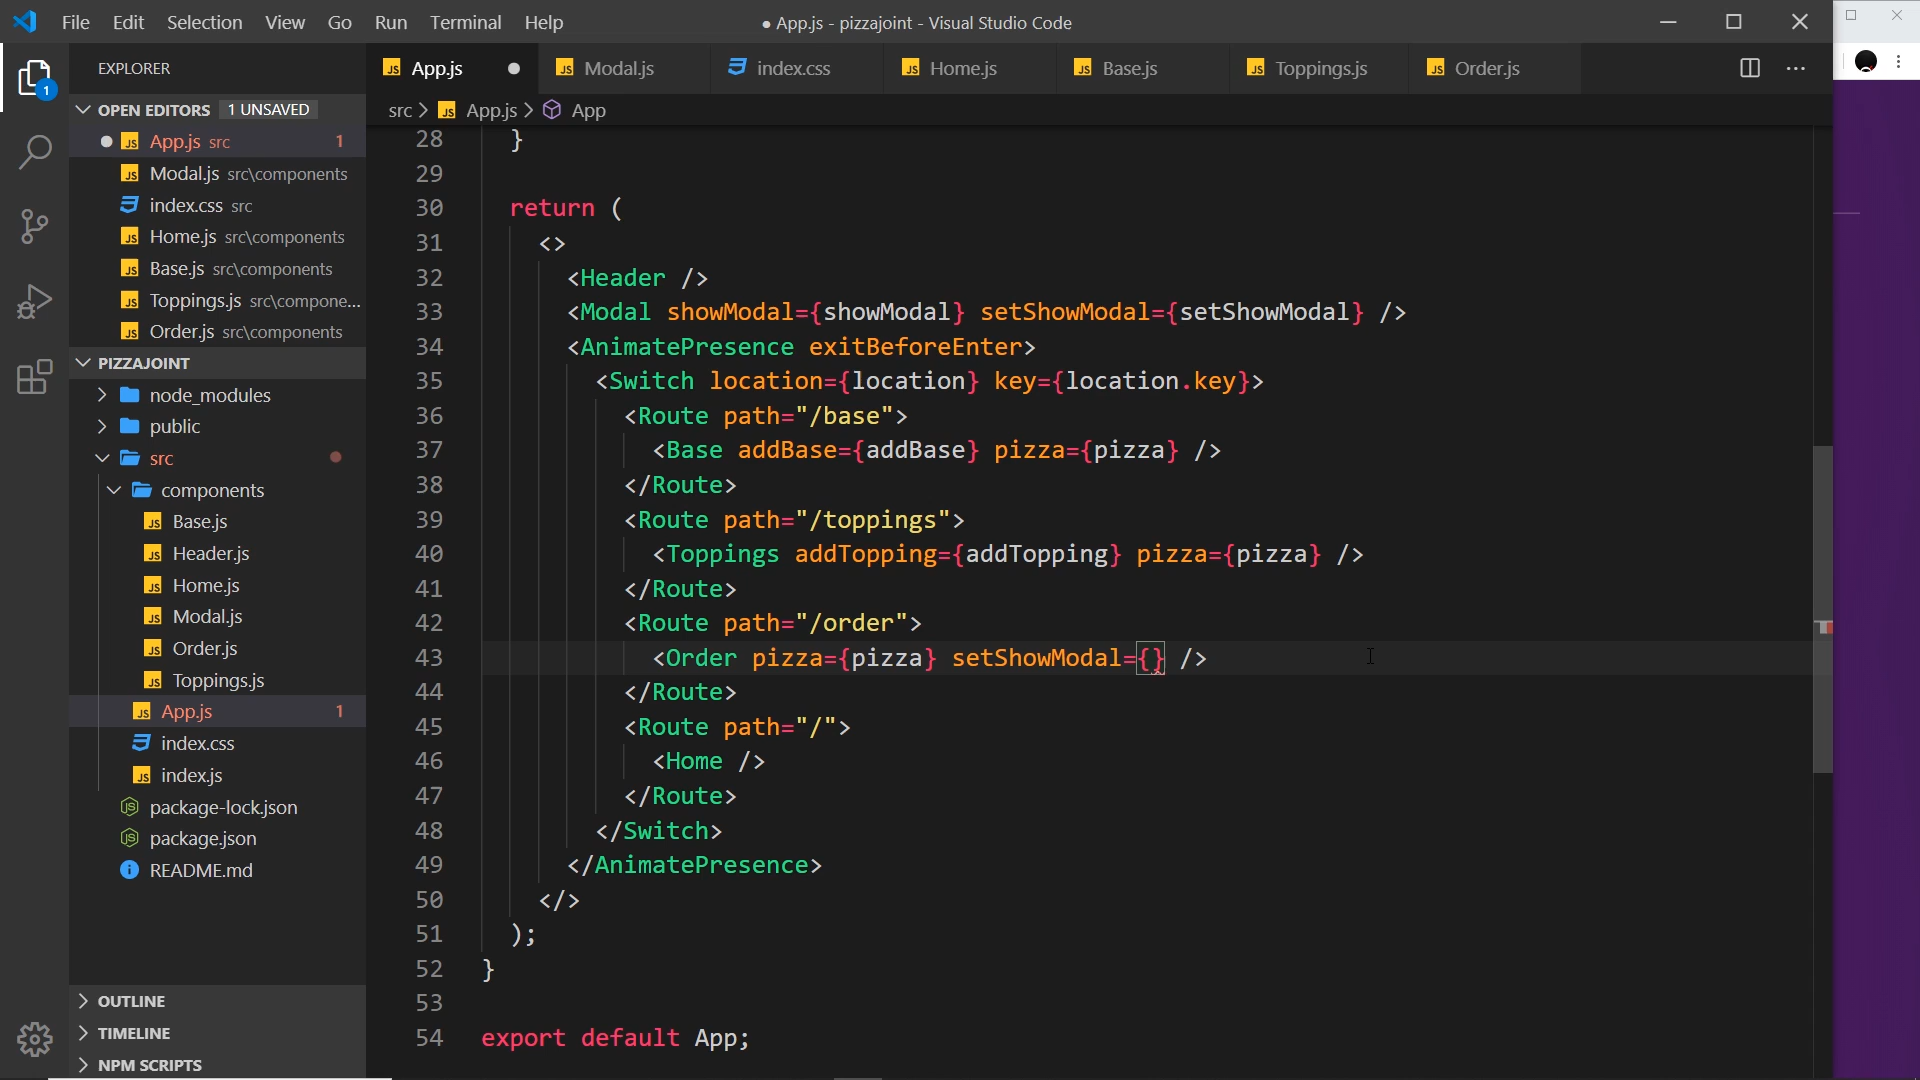 File Edit Selection View Go Run Terminal Help
● App.js - pizzajoint - Visual Studio Code
EXPLORER
OPEN EDITORS 1 UNSAVED
App.js src 1
Modal.js src\components
index.css src
Home.js src\components
Base.js src\components
Toppings.js src\compone...
Order.js src\components
PIZZAJOINT
node_modules
public
src
components
Base.js
Header.js
Home.js
Modal.js
Order.js
Toppings.js
App.js 1
index.css
index.js
package-lock.json
package.json
README.md
OUTLINE
TIMELINE
NPM SCRIPTS
1
App.js Modal.js index.css Home.js Base.js Toppings.js Order.js
src > App.js > App
28 }
29
30 return (
31 <>
32 <Header />
33 <Modal showModal={showModal} setShowModal={setShowModal} />
34 <AnimatePresence exitBeforeEnter>
35 <Switch location={location} key={location.key}>
36 <Route path="/base">
37 <Base addBase={addBase} pizza={pizza} />
38 </Route>
39 <Route path="/toppings">
40 <Toppings addTopping={addTopping} pizza={pizza} />
41 </Route>
42 <Route path="/order">
43 <Order pizza={pizza} setShowModal={} />
44 </Route>
45 <Route path="/">
46 <Home />
47 </Route>
48 </Switch>
49 </AnimatePresence>
50 </>
51 );
52 }
53
54 export default App;